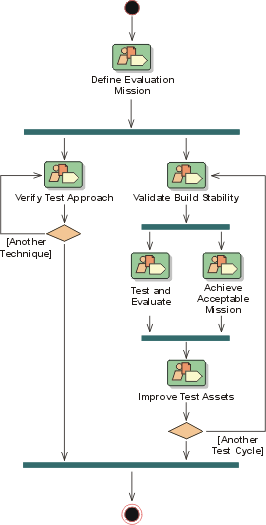 Define Evaluation
Mission
Verify Test Approach
Validate Build Stability
[Another
Technique]
Test and
Evaluate
Achieve
Acceptable
Mission
Improve Test Assets
[Another
Test Cycle]